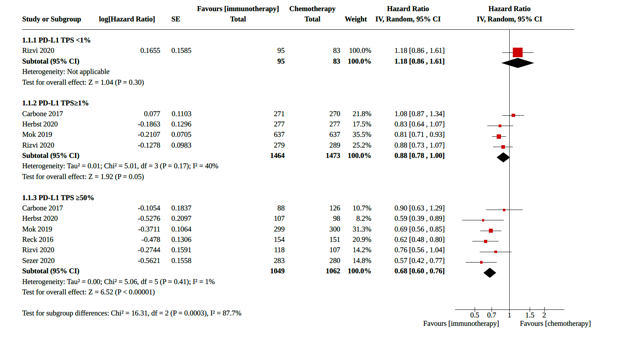 Favours [immunotherapy] Chemotherapy Hazard Ratio Hazard Ratio
Study or Subgroup log[Hazard Ratio] SE Total Total Weight IV, Random, 95% CI IV, Random, 95% CI
1.1.1 PD-L1 TPS <1%
Rizvi 2020 0.1655 0.1585 95 83 100.0% 1.18 [0.86, 1.61]
Subtotal (95% CI) 95 83 100.0% 1.18 [0.86, 1.61]
Heterogeneity: Not applicable
Test for overall effect: Z = 1.04 (P = 0.30)
1.1.2 PD-L1 TPS≥1%
Carbone 2017 0.077 0.1103 271 270 21.8% 1.08 [0.87, 1.34]
Herbst 2020 -0.1863 0.1296 277 277 17.5% 0.83 [0.64, 1.07]
Mok 2019 -0.2107 0.0705 637 637 37.3% 0.81 [0.71, 0.93]
Rizvi 2020 -0.1278 0.0983 279 289 23.3% 0.88 [0.73, 1.07]
Subtotal (95% CI) 1464 1473 100.0% 0.88 [0.78, 1.00]
Heterogeneity: Tau² = 0.01; Chi² = 5.01, df = 3 (P = 0.17); I² = 40%
Test for overall effect: Z = 1.92 (P = 0.05)
1.1.3 PD-L1 TPS ≥50%
Carbone 2017 -0.1054 0.1837 88 126 10.7% 0.90 [0.63, 1.29]
Herbst 2020 -0.5276 0.2097 107 98 8.2% 0.59 [0.39, 0.89]
Mok 2019 -0.3711 0.1064 299 300 31.3% 0.69 [0.56, 0.85]
Reck 2016 -0.478 0.1306 154 151 20.9% 0.62 [0.48, 0.80]
Rizvi 2020 -0.2744 0.1591 118 107 14.2% 0.76 [0.56, 1.04]
Sezer 2020 -0.5621 0.1558 283 280 14.8% 0.57 [0.42, 0.77]
Subtotal (95% CI) 1049 1062 100.0% 0.68 [0.60, 0.76]
Heterogeneity: Tau² = 0.00; Chi² = 5.06, df = 5 (P = 0.41); I² = 1%
Test for overall effect: Z = 6.52 (P < 0.00001)
Test for subgroup differences: Chi² = 16.31, df = 2 (P = 0.0003), I² = 87.7%
0.5 0.7 1 1.5 2
Favours [immunotherapy] Favours [chemotherapy]